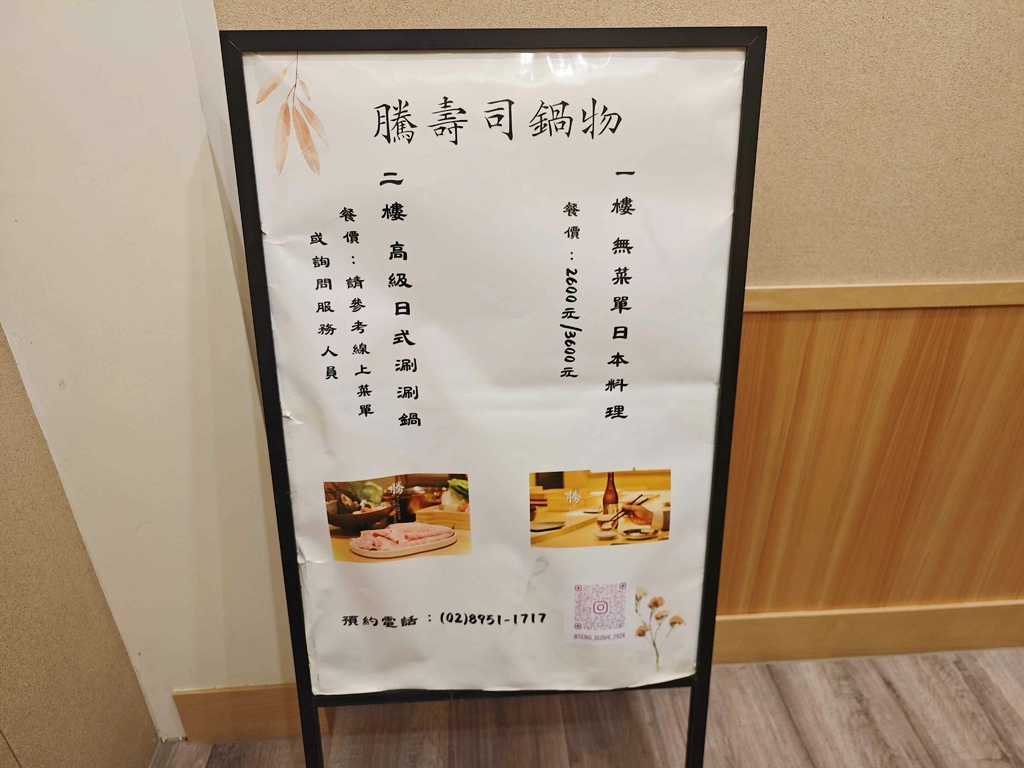 騰壽司鍋物
一樓 無菜單日本料理
餐價：2600元/3600元
二樓 高級日式涮涮鍋
餐價：請參考線上菜單
或詢問服務人員
騰
騰
預約電話：(02)8951-1717
@TENG_SUSHI_2024